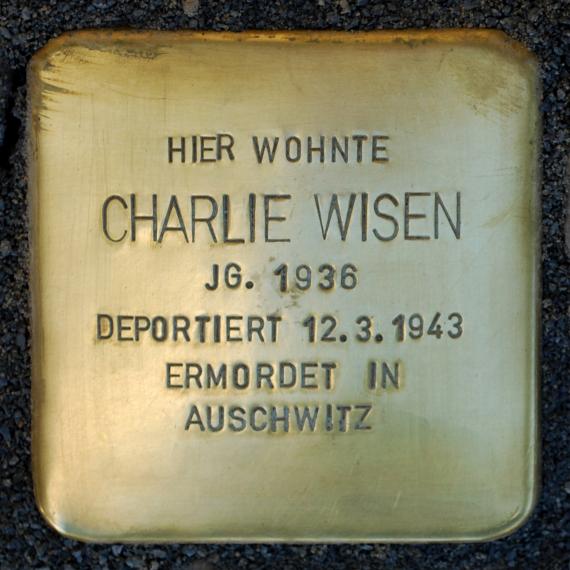 HIER WOHNTE
CHARLIE WISEN
JG. 1936
DEPORTIERT 12.3.1943
ERMORDET IN
AUSCHWITZ